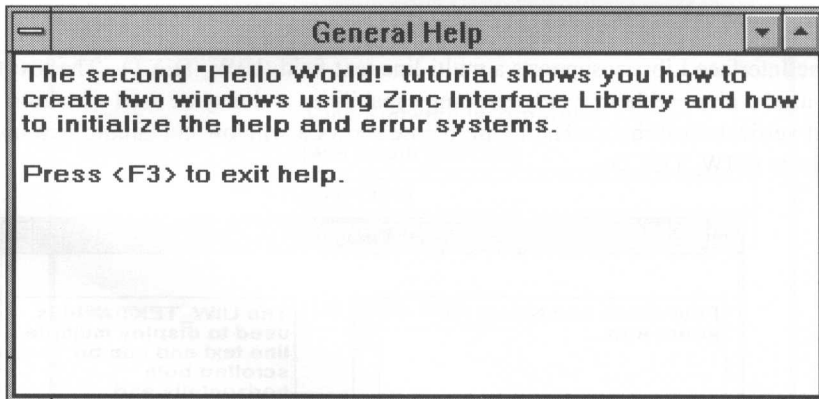 General Help
The second "Hello World!" tutorial shows you how to
create two windows using Zinc Interface Library and how
to initialize the help and error systems.
Press <F3> to exit help.